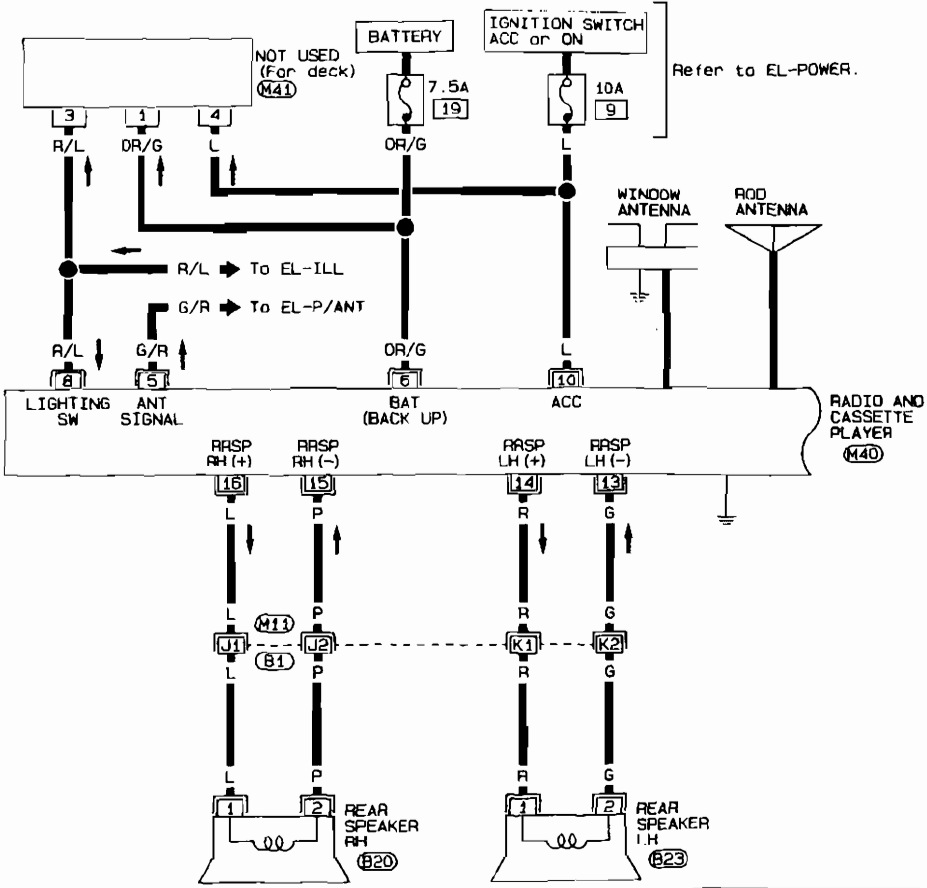 BATTERY
IGNITION SWITCH
ACC or ON
NOT USED
(For deck)
M41
7.5A
19
10A
9
Refer to EL-POWER.
3 1 4
R/L OR/G L
OR/G L
WINDOW
ANTENNA
ROD
ANTENNA
R/L To EL-ILL
G/R To EL-P/ANT
R/L G/R OR/G L
8 5 6 10
LIGHTING
SW
ANT
SIGNAL
BAT
(BACK UP)
ACC
RADIO AND
CASSETTE
PLAYER
M40
RRSP
RH (+)
RRSP
RH (-)
RRSP
LH (+)
RRSP
LH (-)
16 15 14 13
L P R G
L P R G
M11
J1 J2 K1 K2
B1
L P R G
L P R G
1 2 1 2
REAR
SPEAKER
RH
B20
REAR
SPEAKER
LH
B23